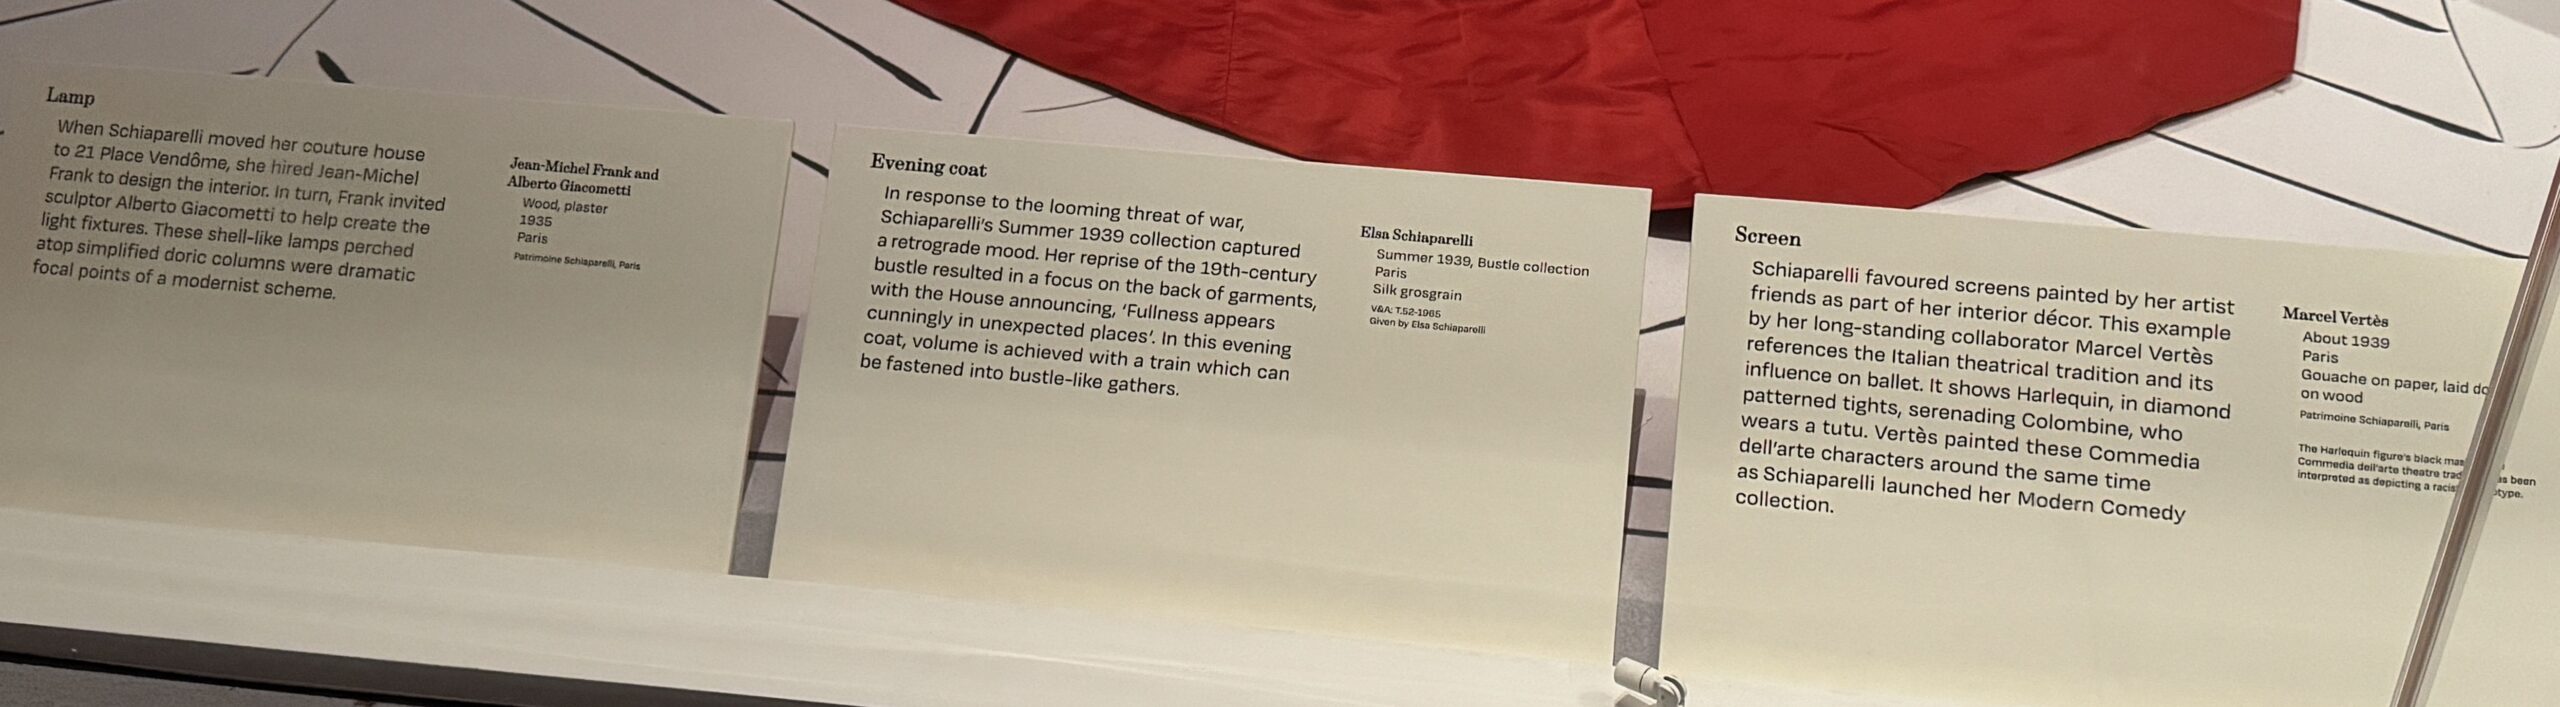 Lamp
When Schiaparelli moved her couture house
to 21 Place Vendôme, she hired Jean-Michel
Frank to design the interior. In turn, Frank invited
sculptor Alberto Giacometti to help create the
light fixtures. These shell-like lamps perched
atop simplified doric columns were dramatic
focal points of a modernist scheme.
Jean-Michel Frank and
Alberto Giacometti
Wood, plaster
1935
Paris
Patrimoine Schiaparelli, Paris
Evening coat
In response to the looming threat of war,
Schiaparelli's Summer 1939 collection captured
a retrograde mood. Her reprise of the 19th-century
bustle resulted in a focus on the back of garments,
with the House announcing, 'Fullness appears
cunningly in unexpected places'. In this evening
coat, volume is achieved with a train which can
be fastened into bustle-like gathers.
Elsa Schiaparelli
Summer 1939, Bustle collection
Paris
Silk grosgrain
V&A: T.52-1965
Given by Elsa Schiaparelli
Screen
Schiaparelli favoured screens painted by her artist
friends as part of her interior décor. This example
by her long-standing collaborator Marcel Vertès
references the Italian theatrical tradition and its
influence on ballet. It shows Harlequin, in diamond
patterned tights, serenading Colombine, who
wears a tutu. Vertès painted these Commedia
dell'arte characters around the same time
as Schiaparelli launched her Modern Comedy
collection.
Marcel Vertès
About 1939
Paris
Gouache on paper, laid
on wood
Patrimoine Schiaparelli, Paris
The Harlequin figure's black
Commedia dell'arte theatre been
interpreted as depicting a